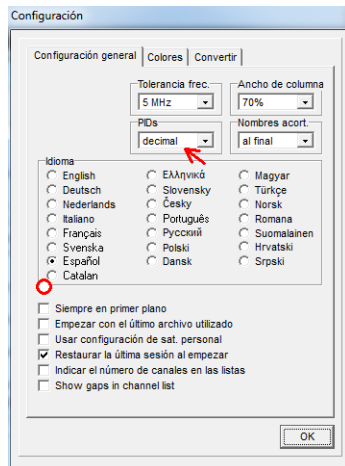 Configuración
Configuración general Colores Convertir
Tolerancia frec. Ancho de columna
5 MHz 70%
PIDs Nombres acort.
decimal al final
Idioma
English Ελληνικά Magyar
Deutsch Slovensky Türkçe
Nederlands Česky Norsk
Italiano Português Romana
Français Русский Suomalainen
Svenska Polski Hrvatski
Español Dansk Srpski
Catalan
Siempre en primer plano
Empezar con el último archivo utilizado
Usar configuración de sat. personal
Restaurar la última sesión al empezar
Indicar el número de canales en las listas
Show gaps in channel list
OK